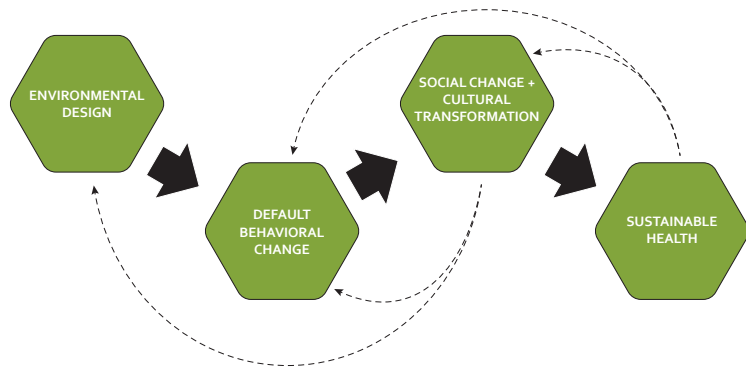 ENVIRONMENTAL
DESIGN
DEFAULT
BEHAVIORAL
CHANGE
SOCIAL CHANGE +
CULTURAL
TRANSFORMATION
SUSTAINABLE
HEALTH